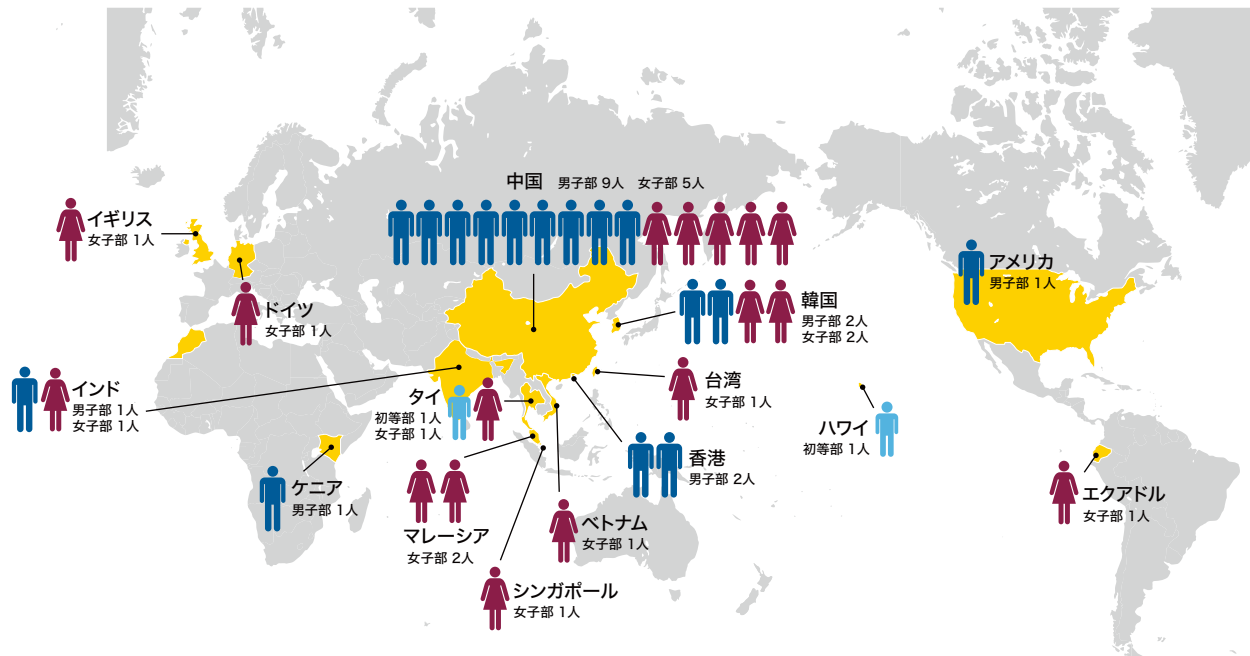 中国 男子部 9人 女子部 5人
イギリス
女子部 1人
ドイツ
女子部 1人
アメリカ
男子部 1人
韓国
男子部 2人
女子部 2人
インド
男子部 1人
女子部 1人
タイ
初等部 1人
女子部 1人
台湾
女子部 1人
ハワイ
初等部 1人
香港
男子部 2人
ケニア
男子部 1人
エクアドル
女子部 1人
マレーシア
女子部 2人
ベトナム
女子部 1人
シンガポール
女子部 1人